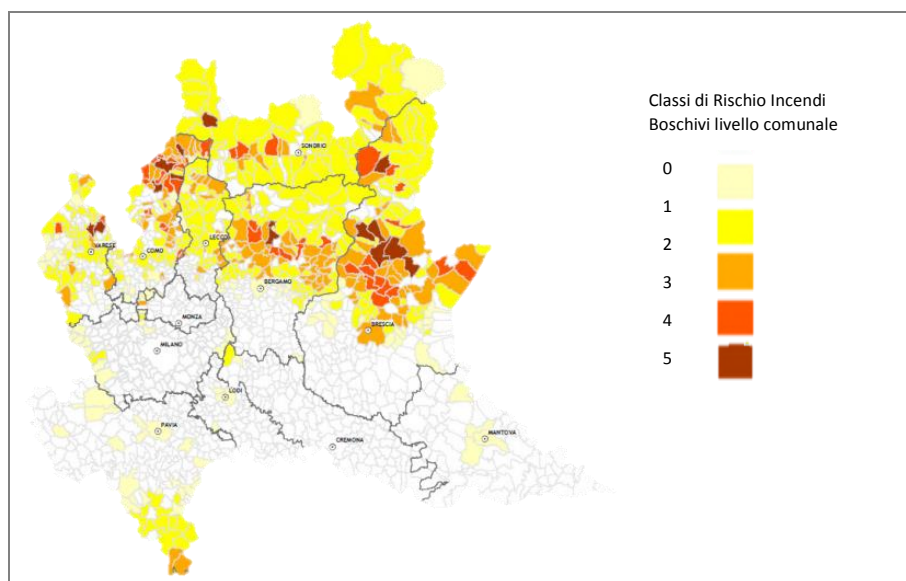 Classi di Rischio Incendi
Boschivi livello comunale
0
1
2
3
4
5
SONDRIO
LECCO
VARESE
COMO
BERGAMO
BRESCIA
MONZA
MILANO
LODI
PAVIA
CREMONA
MANTOVA